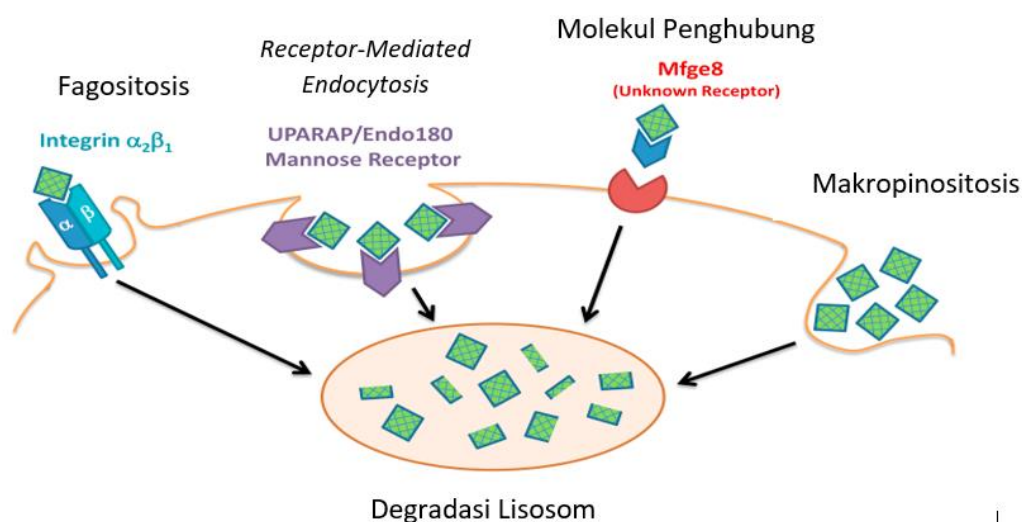 Fagositosis
Integrin α₂β₁
α
β
Receptor-Mediated
Endocytosis
UPARAP/Endo180
Mannose Receptor
Molekul Penghubung
Mfge8
(Unknown Receptor)
Makropinositosis
Degradasi Lisosom